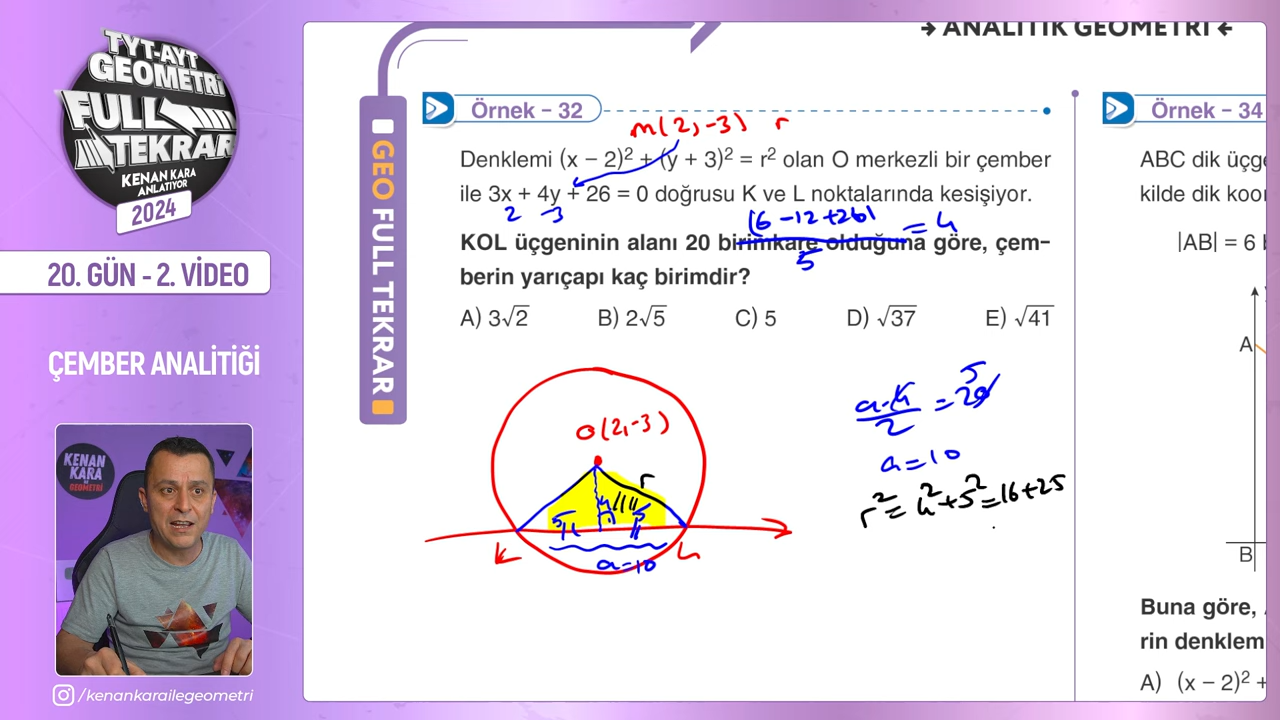 TYT-AYT
GEOMETRİ
FULL
TEKRAR
KENAN KARA
ANLATIYOR
2024
20. GÜN - 2. VİDEO
ÇEMBER ANALİTİĞİ
KENAN
KARA
ile
GEOMETRİ
/kenankarailegeometri
GEO FULL TEKRAR
→ ANALİTİK GEOMETRİ ←
Örnek – 32
M(2, -3) r
Denklemi (x – 2)² + (y + 3)² = r² olan O merkezli bir çember
ile 3x + 4y + 26 = 0 doğrusu K ve L noktalarında kesişiyor.
2 -3
|6 -12 +26| / 5 = 4
KOL üçgeninin alanı 20 birimkare olduğuna göre, çem–
berin yarıçapı kaç birimdir?
A) 3√2 B) 2√5 C) 5 D) √37 E) √41
O(2,-3)
r
4
5 5
K L
a=10
a·4 / 2 = 20 5
a=10
r² = 4² + 5² = 16+25
Örnek – 34
ABC dik üçge
kilde dik koor
|AB| = 6 b
A
B
Buna göre,
rin denklem
A) (x – 2)² +